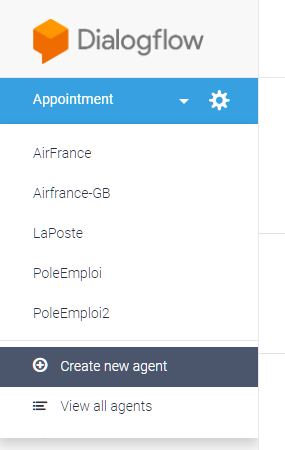 Dialogflow
Appointment
AirFrance
Airfrance-GB
LaPoste
PoleEmploi
PoleEmploi2
Create new agent
View all agents